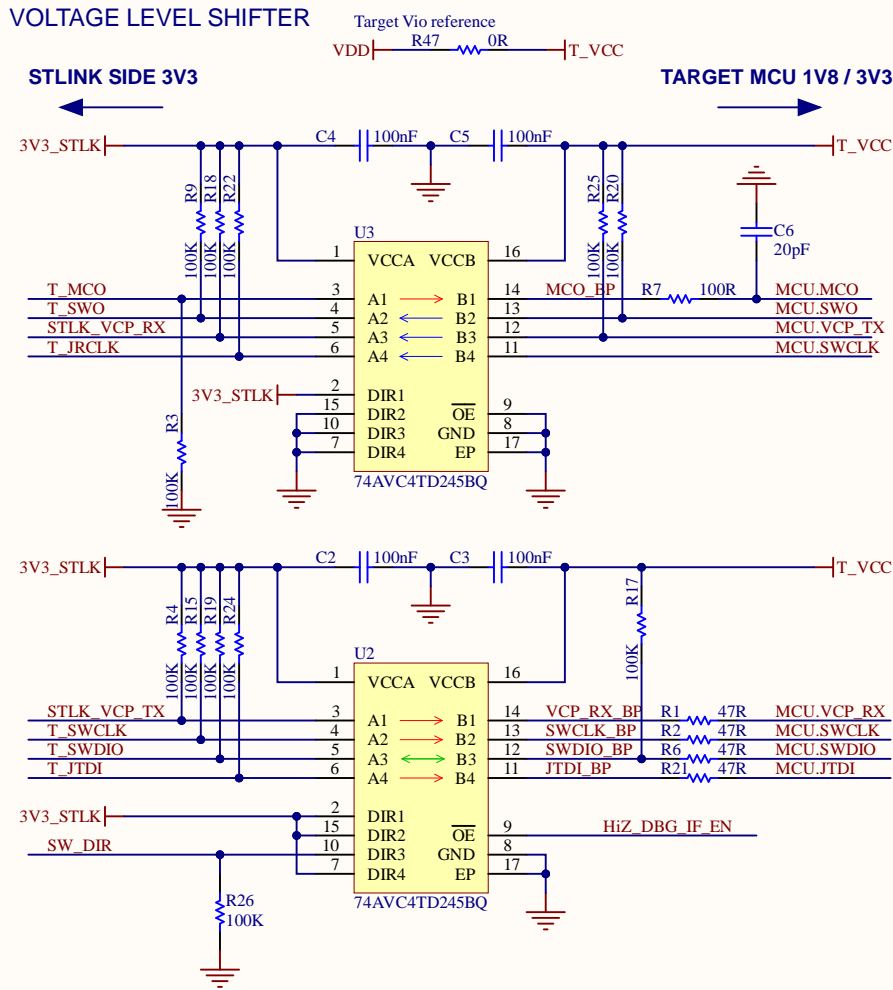 VOLTAGE LEVEL SHIFTER
Target Vio reference
VDD R47 0R T_VCC
STLINK SIDE 3V3 TARGET MCU 1V8 / 3V3
3V3_STLK C4 100nF C5 100nF T_VCC
R9 R18 R22 R25 R20
100K 100K 100K 100K 100K
C6
20pF
U3
1 VCCA VCCB 16
T_MCO 3 A1 B1 14 MCO_BP R7 100R MCU.MCO
T_SWO 4 A2 B2 13 MCU.SWO
STLK_VCP_RX 5 A3 B3 12 MCU.VCP_TX
T_JRCLK 6 A4 B4 11 MCU.SWCLK
3V3_STLK 2 DIR1
15 DIR2 OE 9
10 DIR3 GND 8
7 DIR4 EP 17
R3 100K
74AVC4TD245BQ
3V3_STLK C2 100nF C3 100nF T_VCC
R4 R15 R19 R24 R17
100K 100K 100K 100K 100K
U2
1 VCCA VCCB 16
STLK_VCP_TX 3 A1 B1 14 VCP_RX_BP R1 47R MCU.VCP_RX
T_SWCLK 4 A2 B2 13 SWCLK_BP R2 47R MCU.SWCLK
T_SWDIO 5 A3 B3 12 SWDIO_BP R6 47R MCU.SWDIO
T_JTDI 6 A4 B4 11 JTDI_BP R21 47R MCU.JTDI
3V3_STLK 2 DIR1
15 DIR2 OE 9 HiZ_DBG_IF_EN
SW_DIR 10 DIR3 GND 8
7 DIR4 EP 17
R26
100K
74AVC4TD245BQ